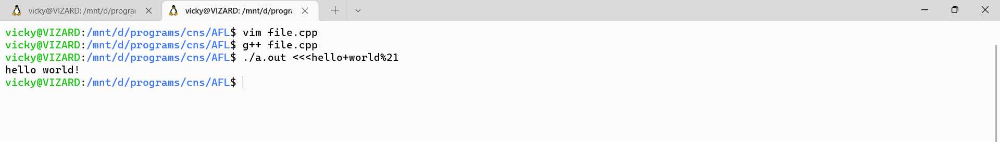 vicky@VIZARD: /mnt/d/program
vicky@VIZARD: /mnt/d/progra
vicky@VIZARD:/mnt/d/programs/cns/AFL$ vim file.cpp
vicky@VIZARD:/mnt/d/programs/cns/AFL$ g++ file.cpp
vicky@VIZARD:/mnt/d/programs/cns/AFL$ ./a.out <<<hello+world%21
hello world!
vicky@VIZARD:/mnt/d/programs/cns/AFL$